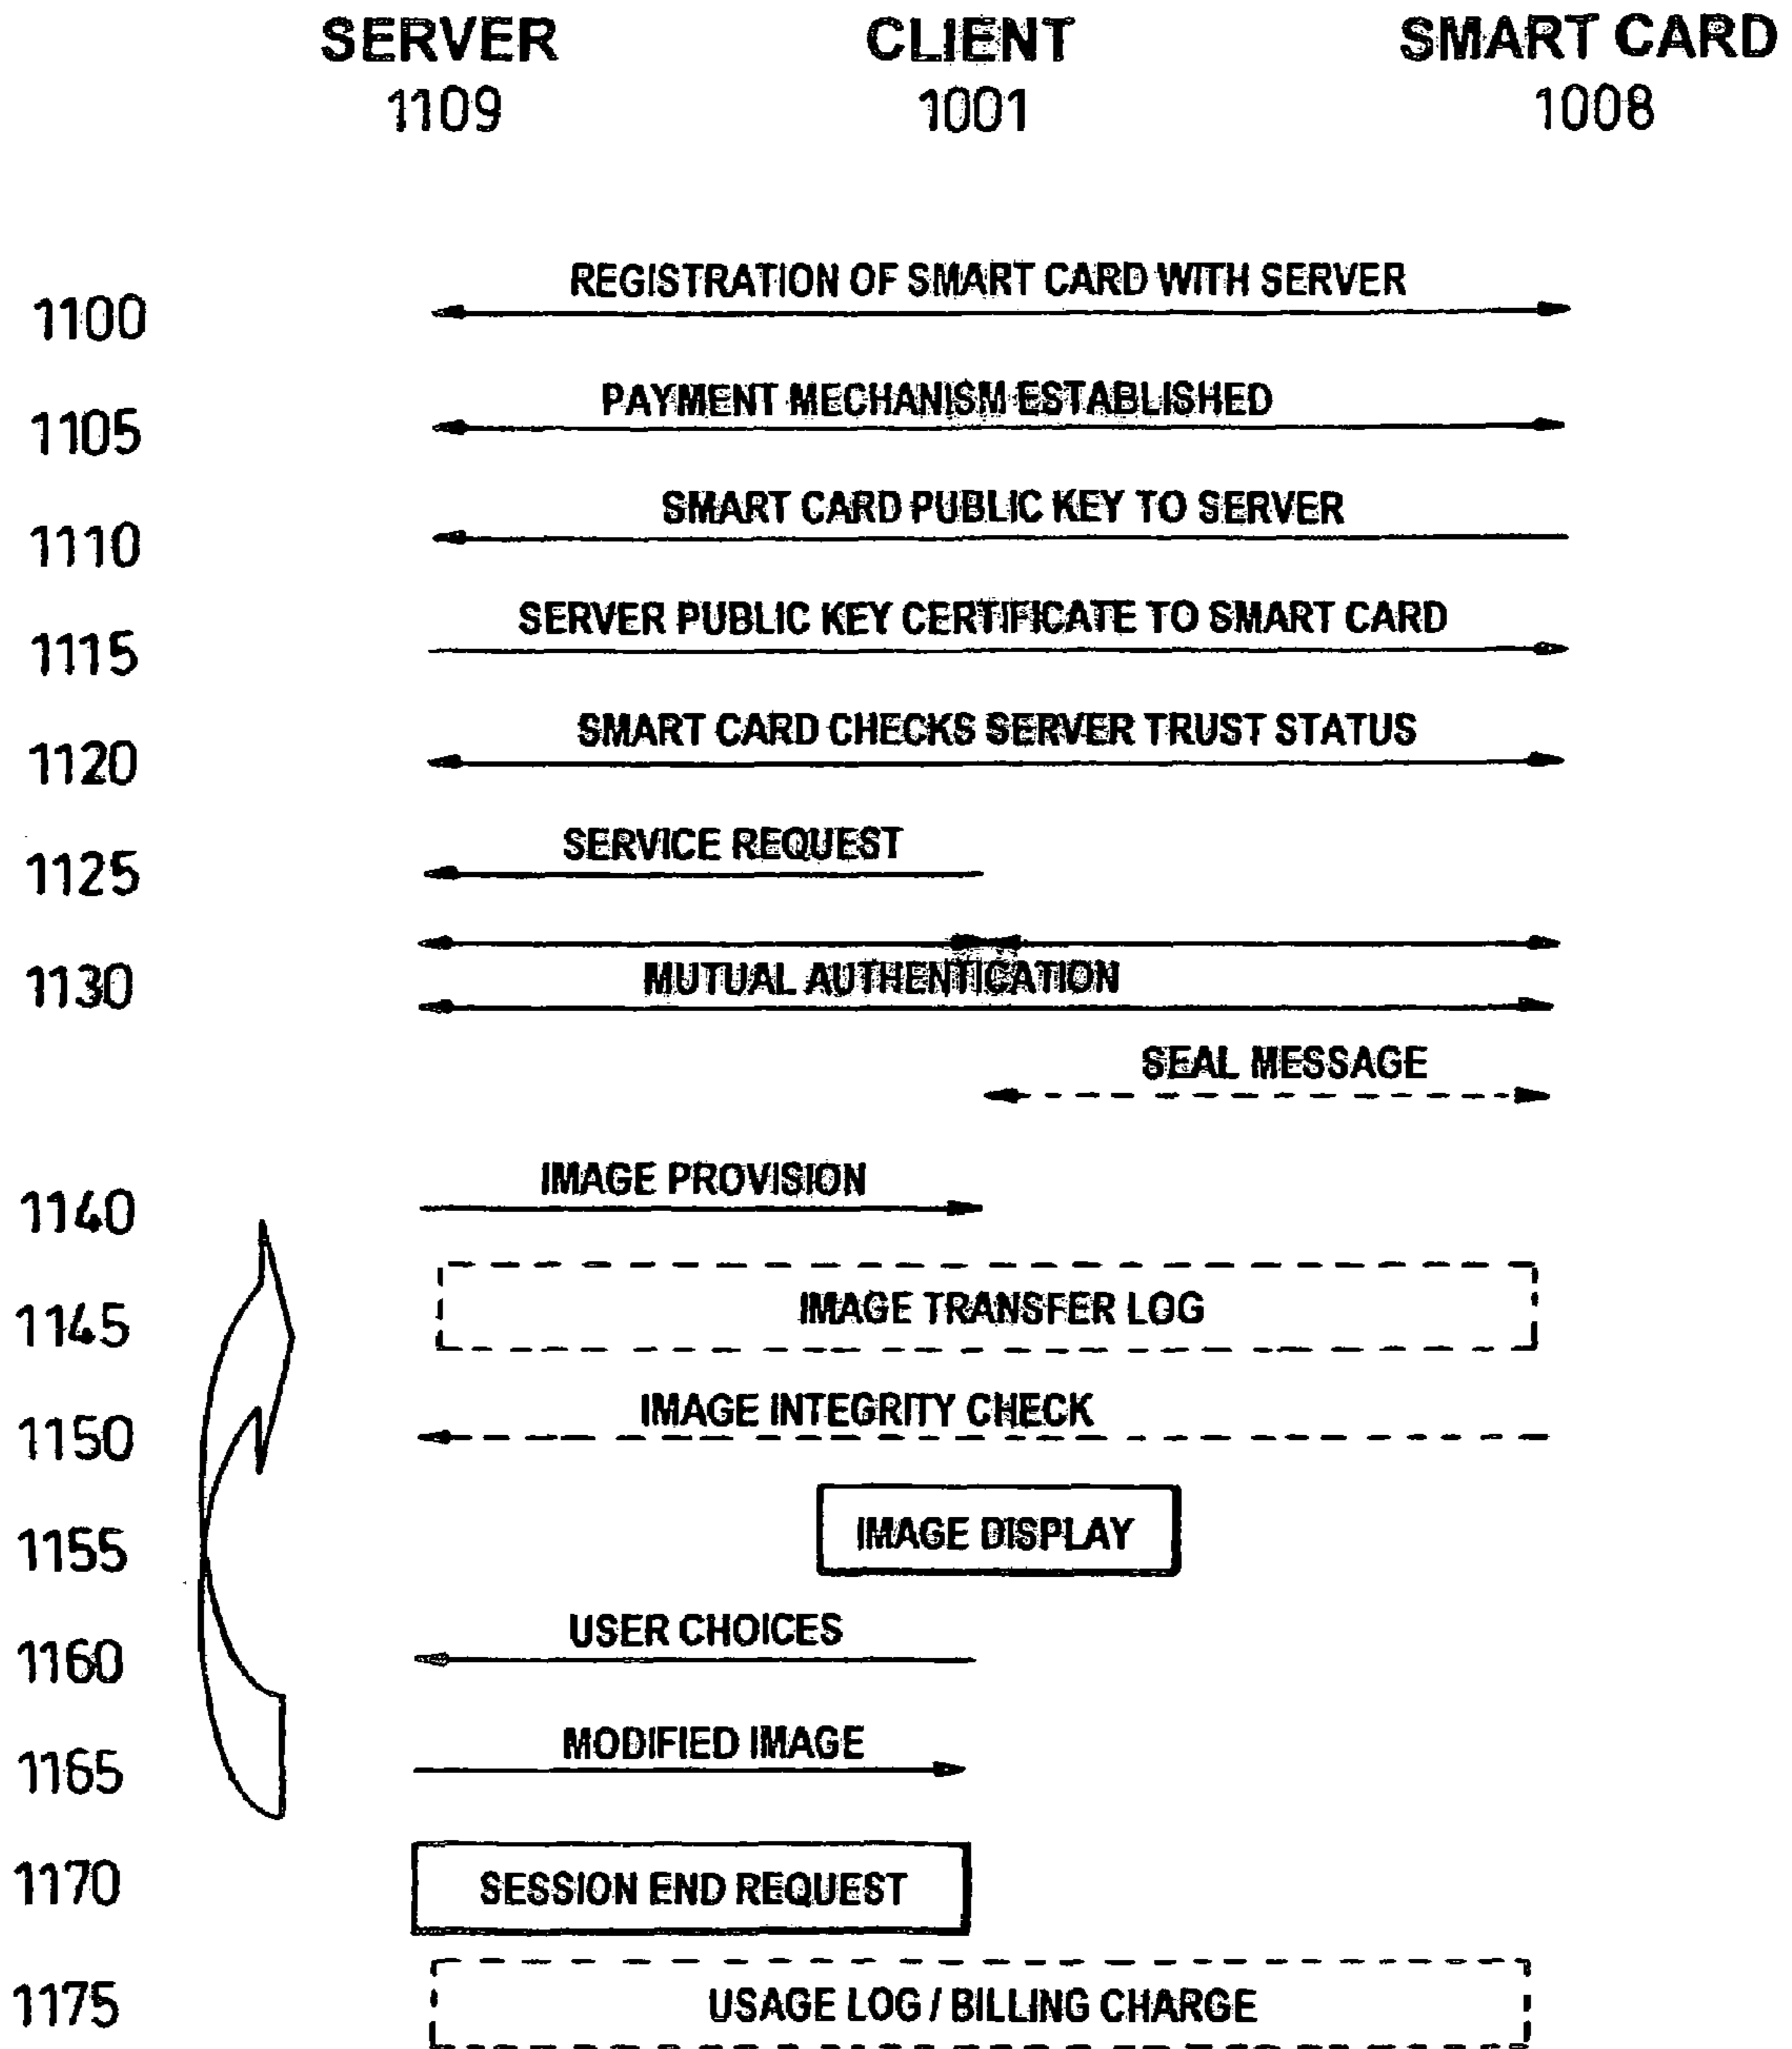 SERVER CLIENT SMART CARD
1109 1001 1008
REGISTRATION OF SMART CARD WITH SERVER
1100
PAYMENT MECHANISM ESTABLISHED
1105
SMART CARD PUBLIC KEY TO SERVER
1110
SERVER PUBLIC KEY CERTIFICATE TO SMART CARD
1115
SMART CARD CHECKS SERVER TRUST STATUS
1120
SERVICE REQUEST
1125
1130 MUTUAL AUTHENTICATION
SEAL MESSAGE
IMAGE PROVISION
1140
1145 IMAGE TRANSFER LOG
IMAGE INTEGRITY CHECK
1150
1155 IMAGE DISPLAY
USER CHOICES
1160
MODIFIED IMAGE
1165
1170 SESSION END REQUEST
1175 USAGE LOG / BILLING CHARGE